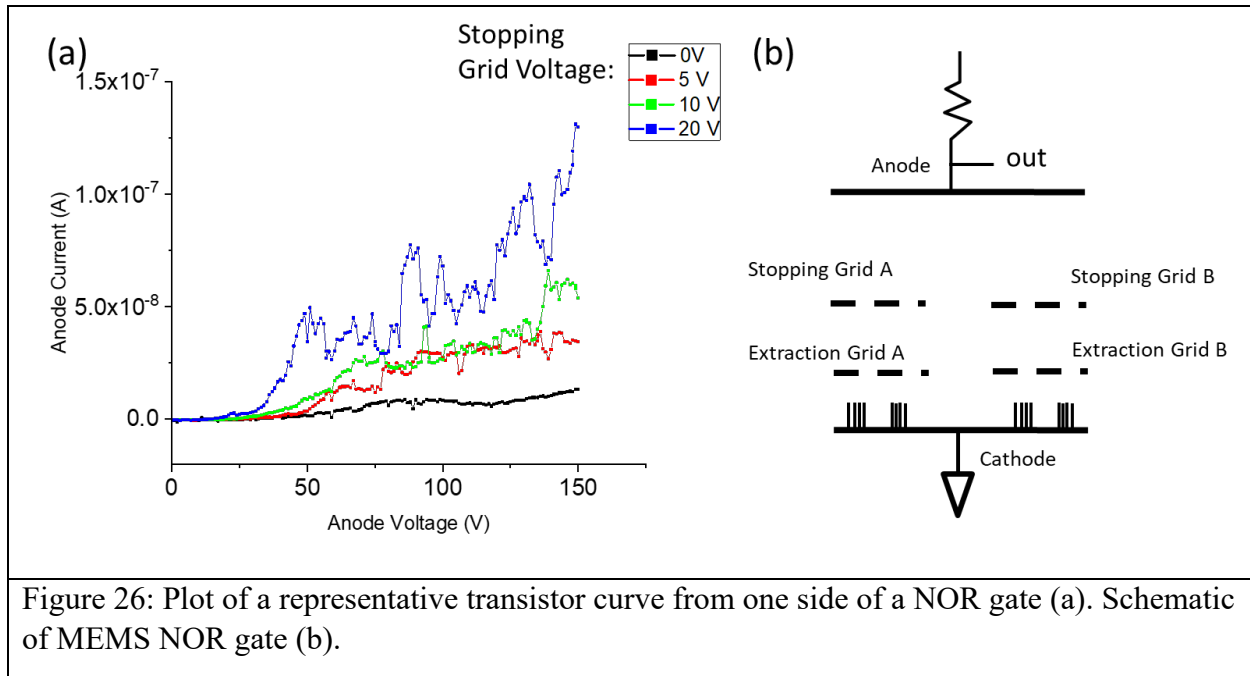 (a)
Stopping
Grid Voltage:
0V
5 V
10 V
20 V
1.5x10⁻⁷
1.0x10⁻⁷
5.0x10⁻⁸
0.0
Anode Current (A)
0
50
100
150
Anode Voltage (V)
(b)
Anode
out
Stopping Grid A
Stopping Grid B
Extraction Grid A
Extraction Grid B
Cathode
Figure 26: Plot of a representative transistor curve from one side of a NOR gate (a). Schematic
of MEMS NOR gate (b).